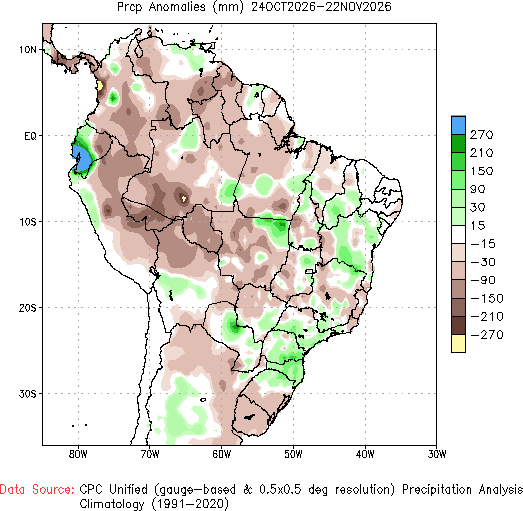 Prcp Anomalies (mm) 24OCT2026-22NOV2026
10N
EQ
10S
20S
30S
80W 70W 60W 50W 40W 30W
270
210
150
90
30
15
-15
-30
-90
-150
-210
-270
Data Source: CPC Unified (gauge-based & 0.5x0.5 deg resolution) Precipitation Analysis
Climatology (1991-2020)